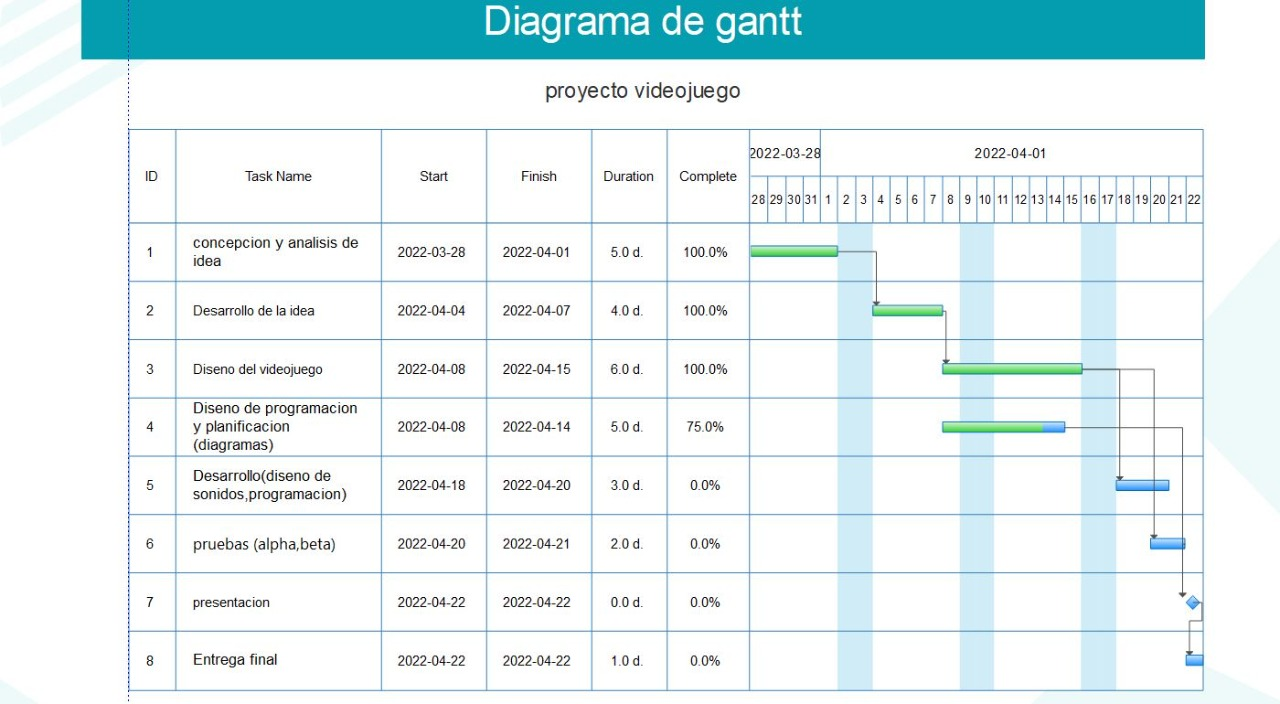 Diagrama de gantt
proyecto videojuego
ID Task Name Start Finish Duration Complete 2022-03-28 2022-04-01
28 29 30 31 1 2 3 4 5 6 7 8 9 10 11 12 13 14 15 16 17 18 19 20 21 22
1 concepcion y analisis de
idea 2022-03-28 2022-04-01 5.0 d. 100.0%
2 Desarrollo de la idea 2022-04-04 2022-04-07 4.0 d. 100.0%
3 Diseno del videojuego 2022-04-08 2022-04-15 6.0 d. 100.0%
4 Diseno de programacion
y planificacion
(diagramas) 2022-04-08 2022-04-14 5.0 d. 75.0%
5 Desarrollo(diseno de
sonidos,programacion) 2022-04-18 2022-04-20 3.0 d. 0.0%
6 pruebas (alpha,beta) 2022-04-20 2022-04-21 2.0 d. 0.0%
7 presentacion 2022-04-22 2022-04-22 0.0 d. 0.0%
8 Entrega final 2022-04-22 2022-04-22 1.0 d. 0.0%